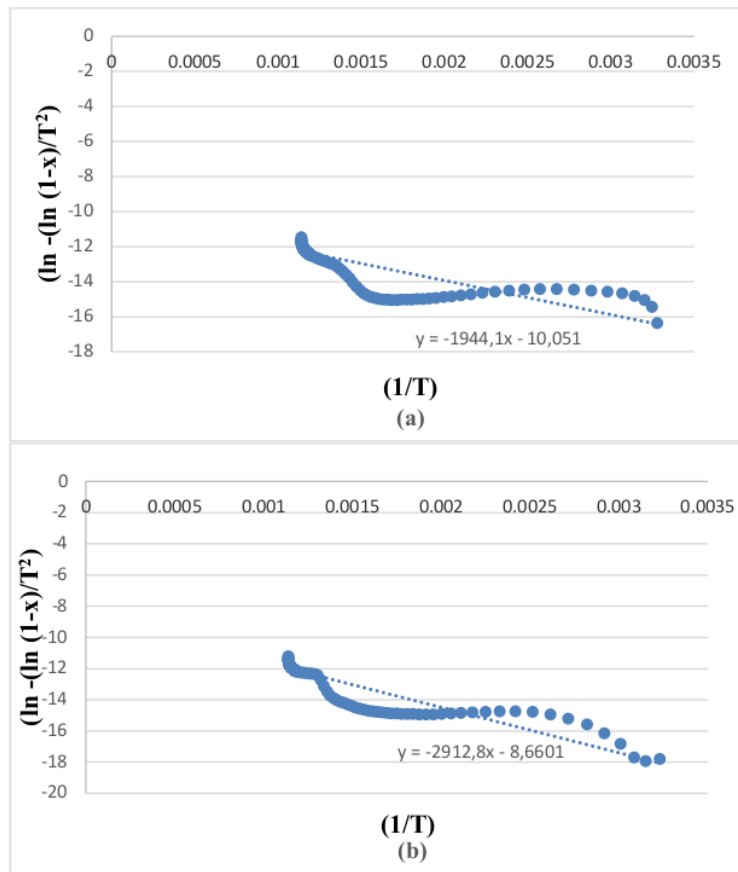 0
0 0.0005 0.001 0.0015 0.002 0.0025 0.003 0.0035
-2
-4
-6
-8
-10
-12
-14
-16
-18
(ln -(ln (1-x)/T²)
y = -1944,1x - 10,051
(1/T)
(a)
0
0 0.0005 0.001 0.0015 0.002 0.0025 0.003 0.0035
-2
-4
-6
-8
-10
-12
-14
-16
-18
-20
(ln -(ln (1-x)/T²)
y = -2912,8x - 8,6601
(1/T)
(b)